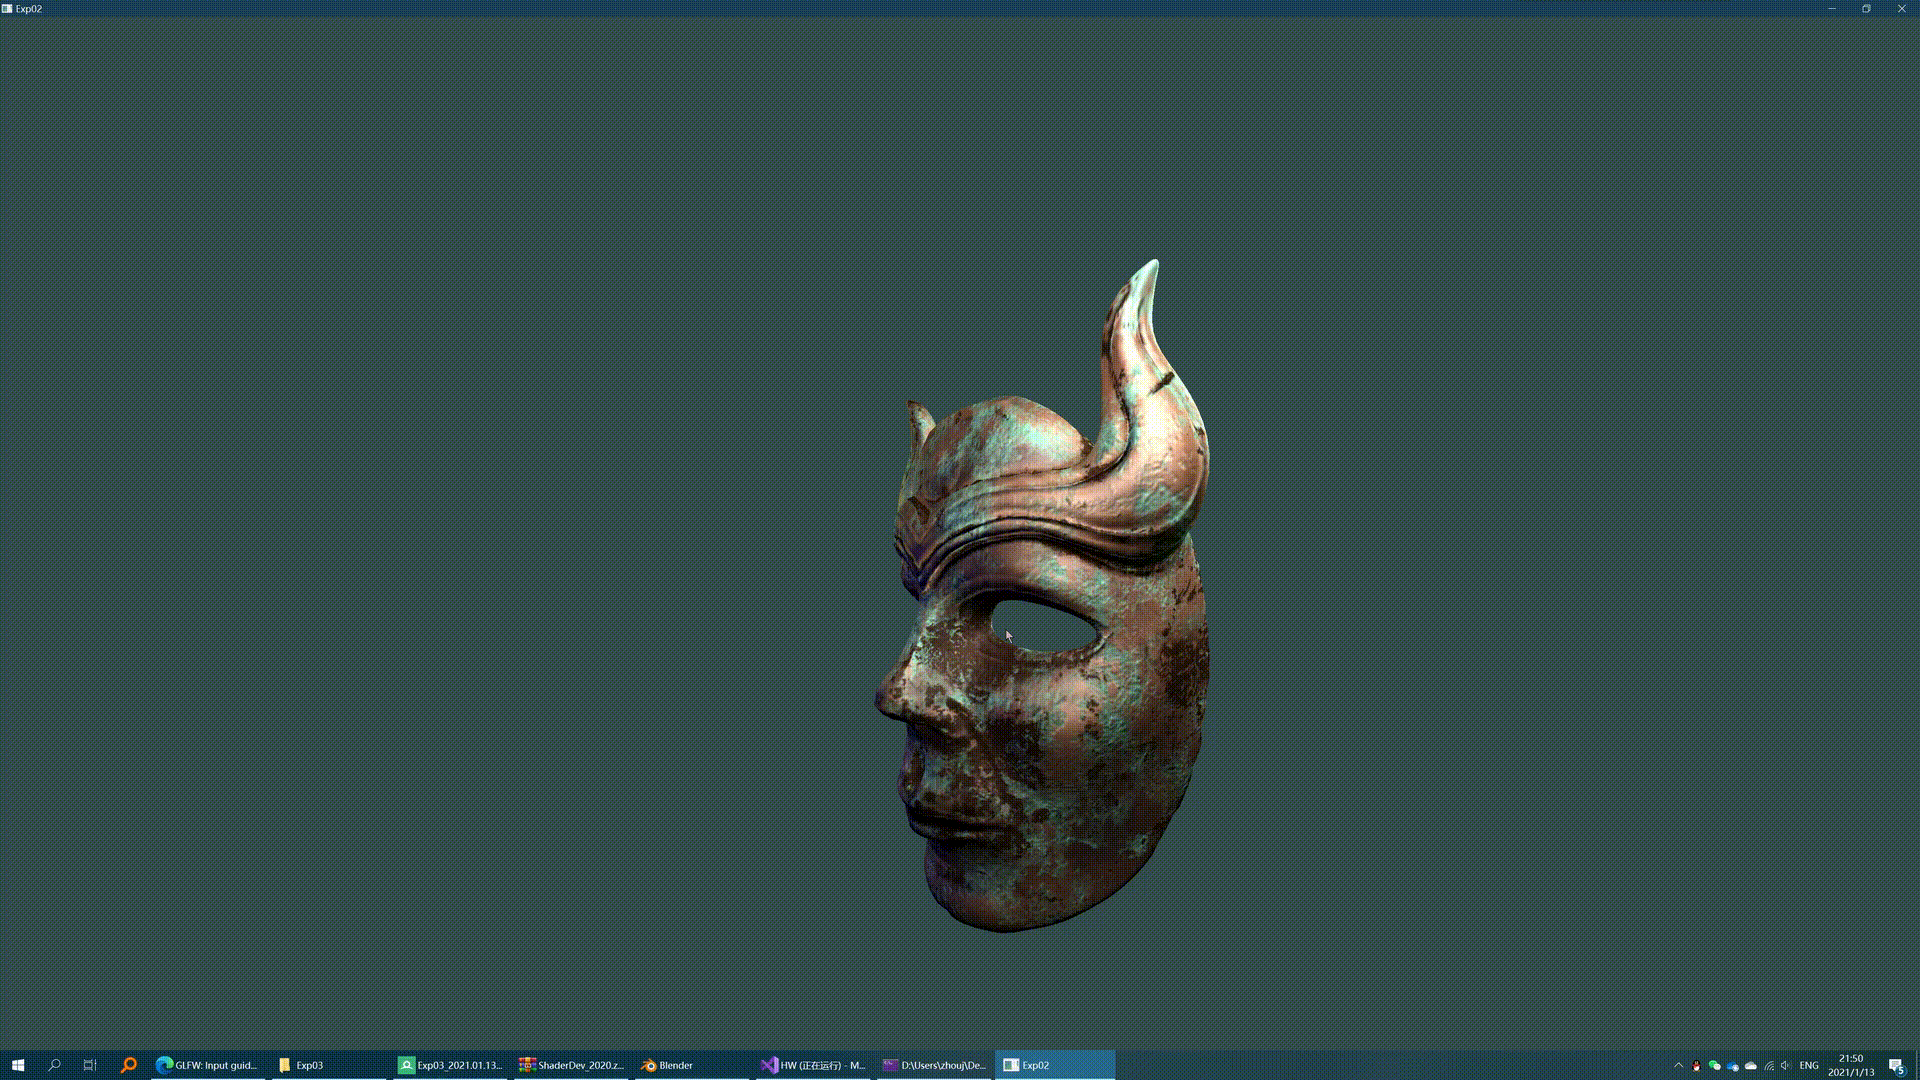 Exp02
GLFW: Input guid...
Exp03
Exp03_2021.01.13...
ShaderDev_2020.z...
Blender
HW (正在运行) - M...
D:\Users\zhouj\De...
Exp02
ENG
21:50
2021/1/13
5